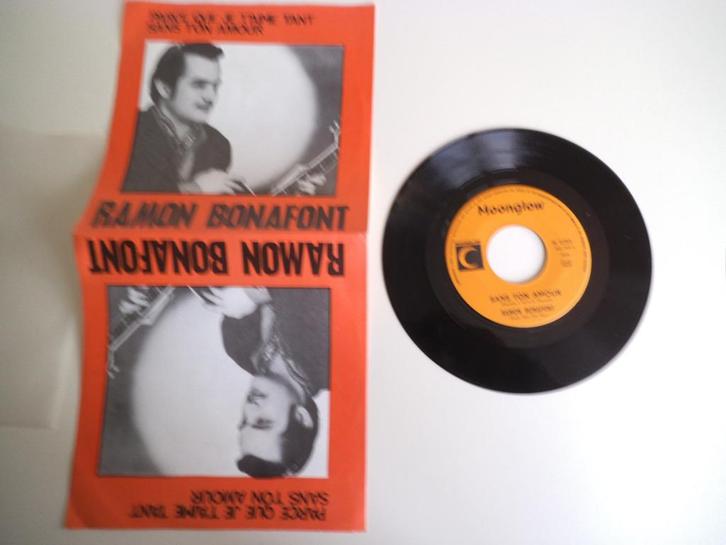 PARCE QUE JE T'AIME TANT
SANS TON AMOUR
RAMON BONAFONT
RAMON BONAFONT
PARCE QUE JE T'AIME TANT
SANS TON AMOUR
Moonglow
C
SANS TON AMOUR
RAMON BONAFONT